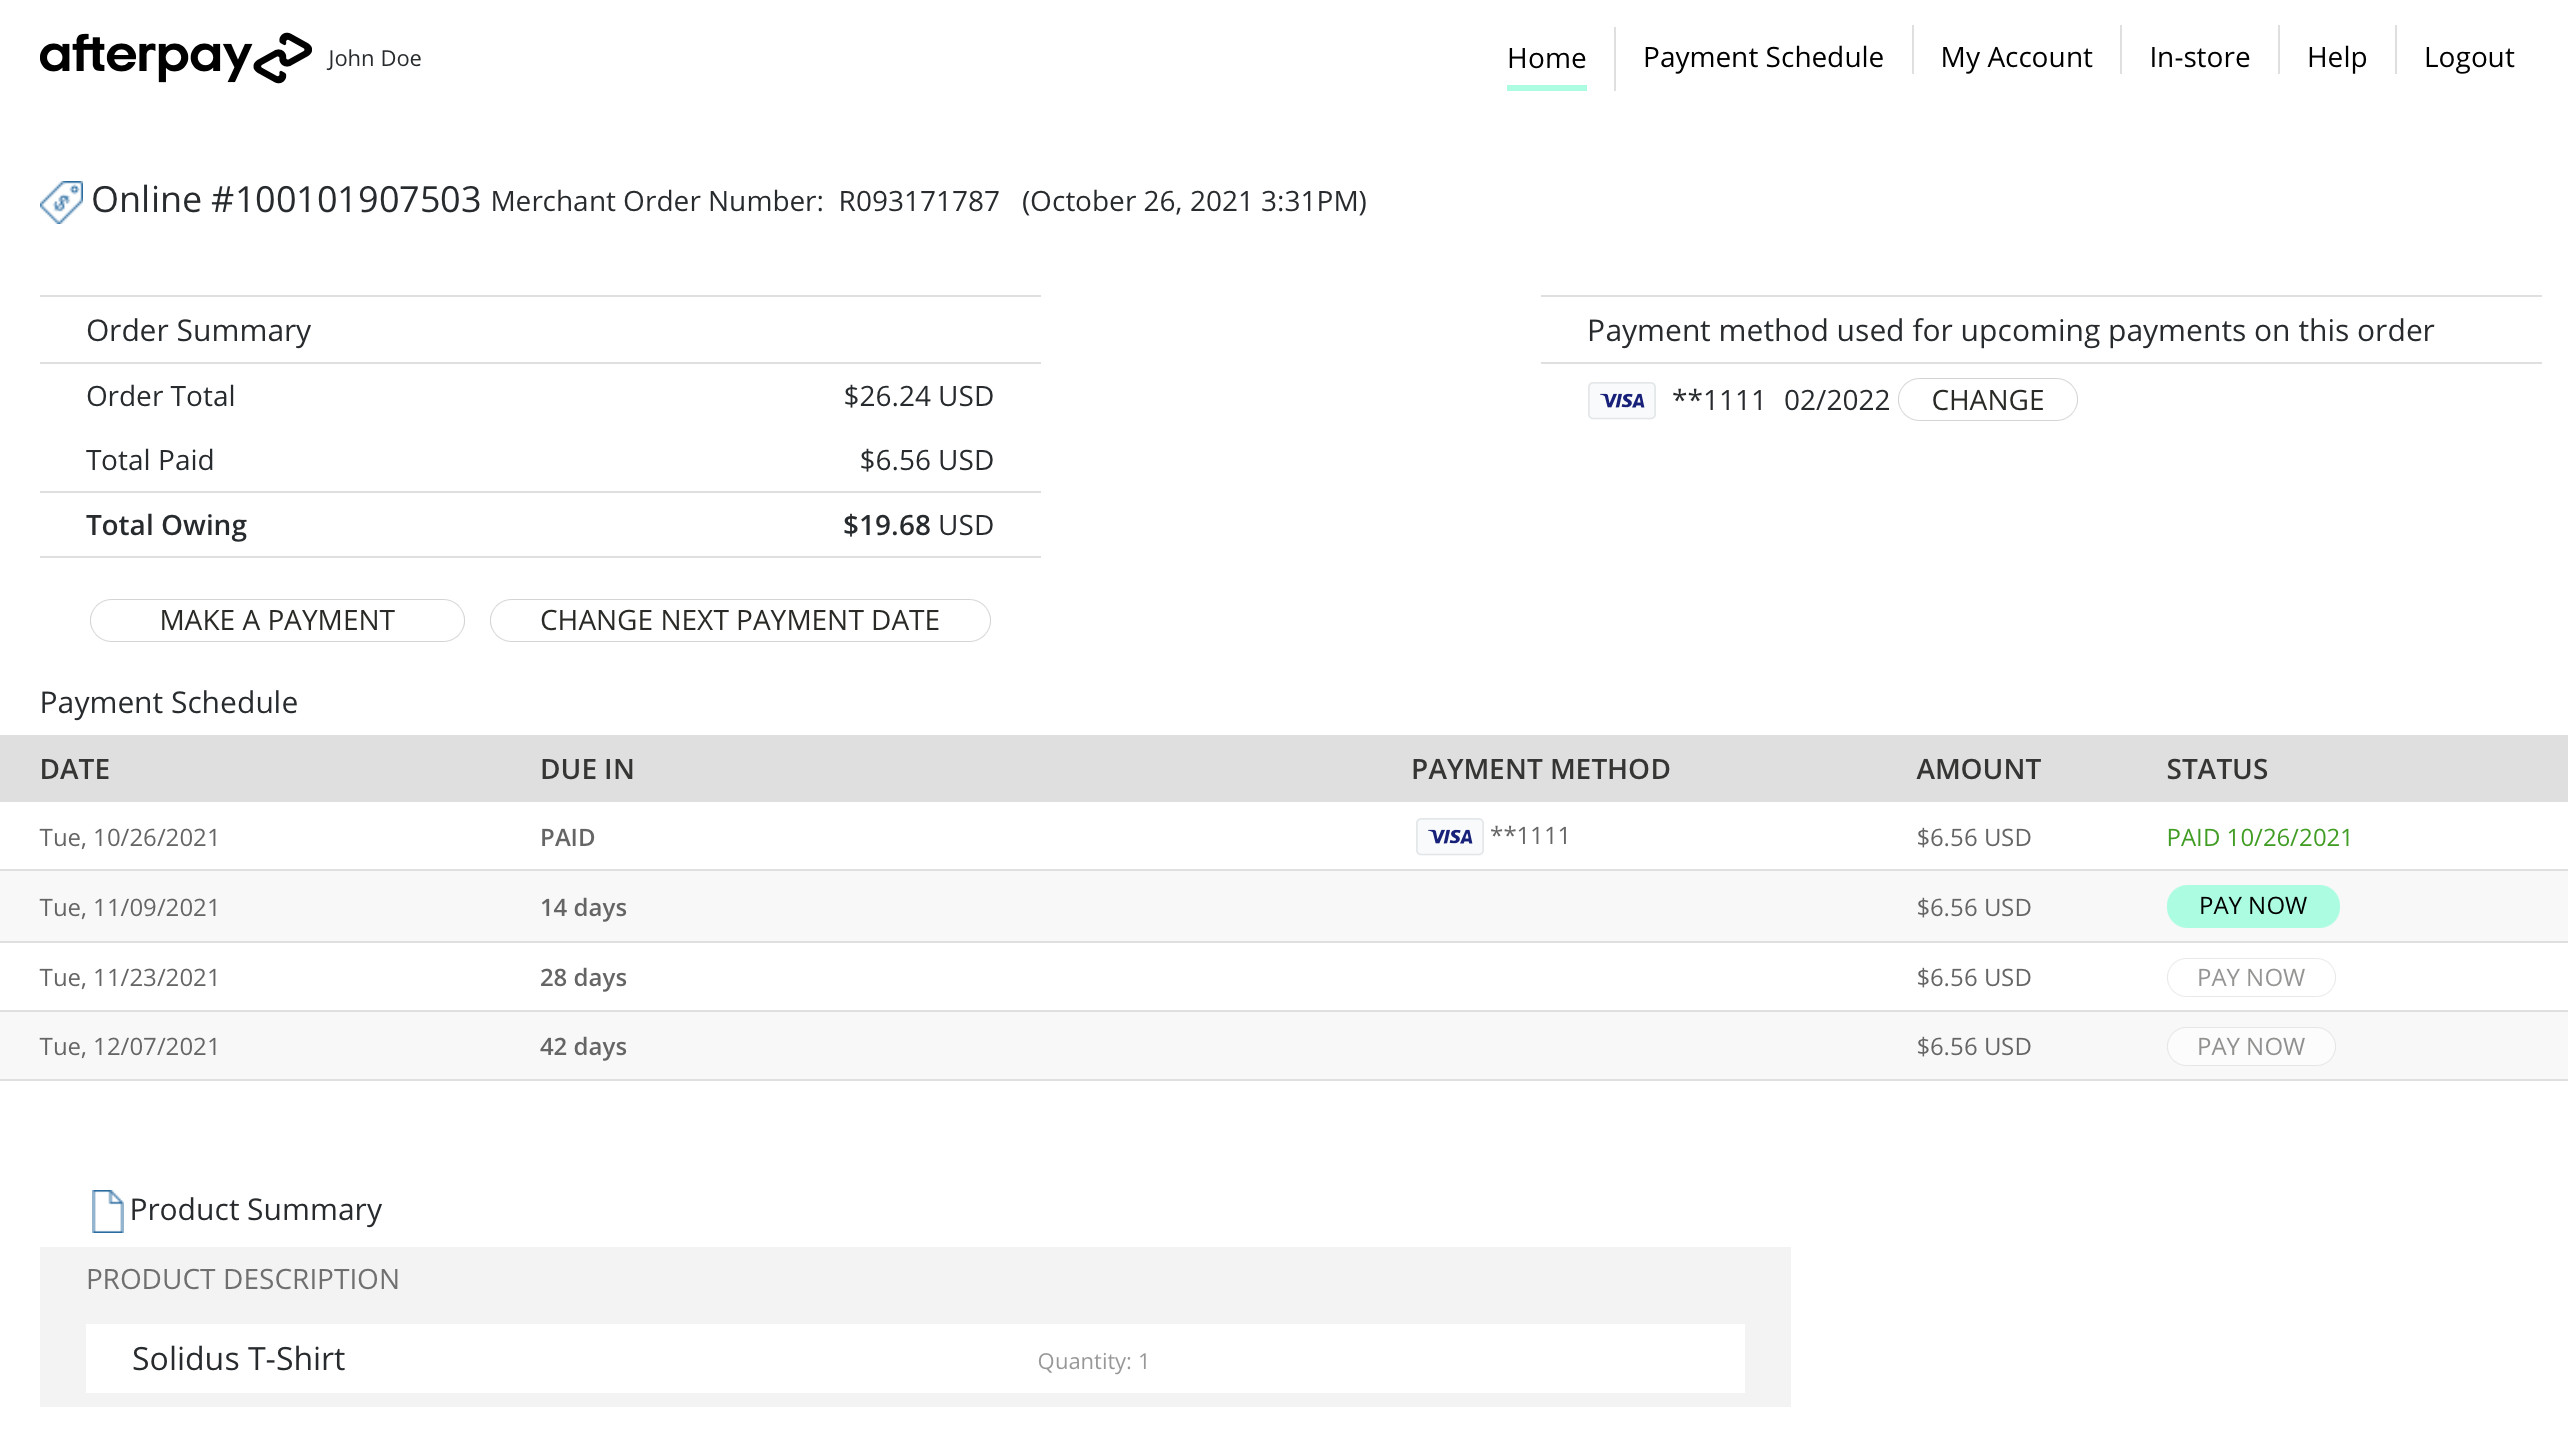 afterpay John Doe Home Payment Schedule My Account In-store Help Logout
Online #100101907503 Merchant Order Number: R093171787 (October 26, 2021 3:31PM)
Order Summary
Order Total $26.24 USD
Total Paid $6.56 USD
Total Owing $19.68 USD
MAKE A PAYMENT CHANGE NEXT PAYMENT DATE
Payment method used for upcoming payments on this order
VISA **1111 02/2022 CHANGE
Payment Schedule
DATE DUE IN PAYMENT METHOD AMOUNT STATUS
Tue, 10/26/2021 PAID VISA **1111 $6.56 USD PAID 10/26/2021
Tue, 11/09/2021 14 days $6.56 USD PAY NOW
Tue, 11/23/2021 28 days $6.56 USD PAY NOW
Tue, 12/07/2021 42 days $6.56 USD PAY NOW
Product Summary
PRODUCT DESCRIPTION
Solidus T-Shirt Quantity: 1